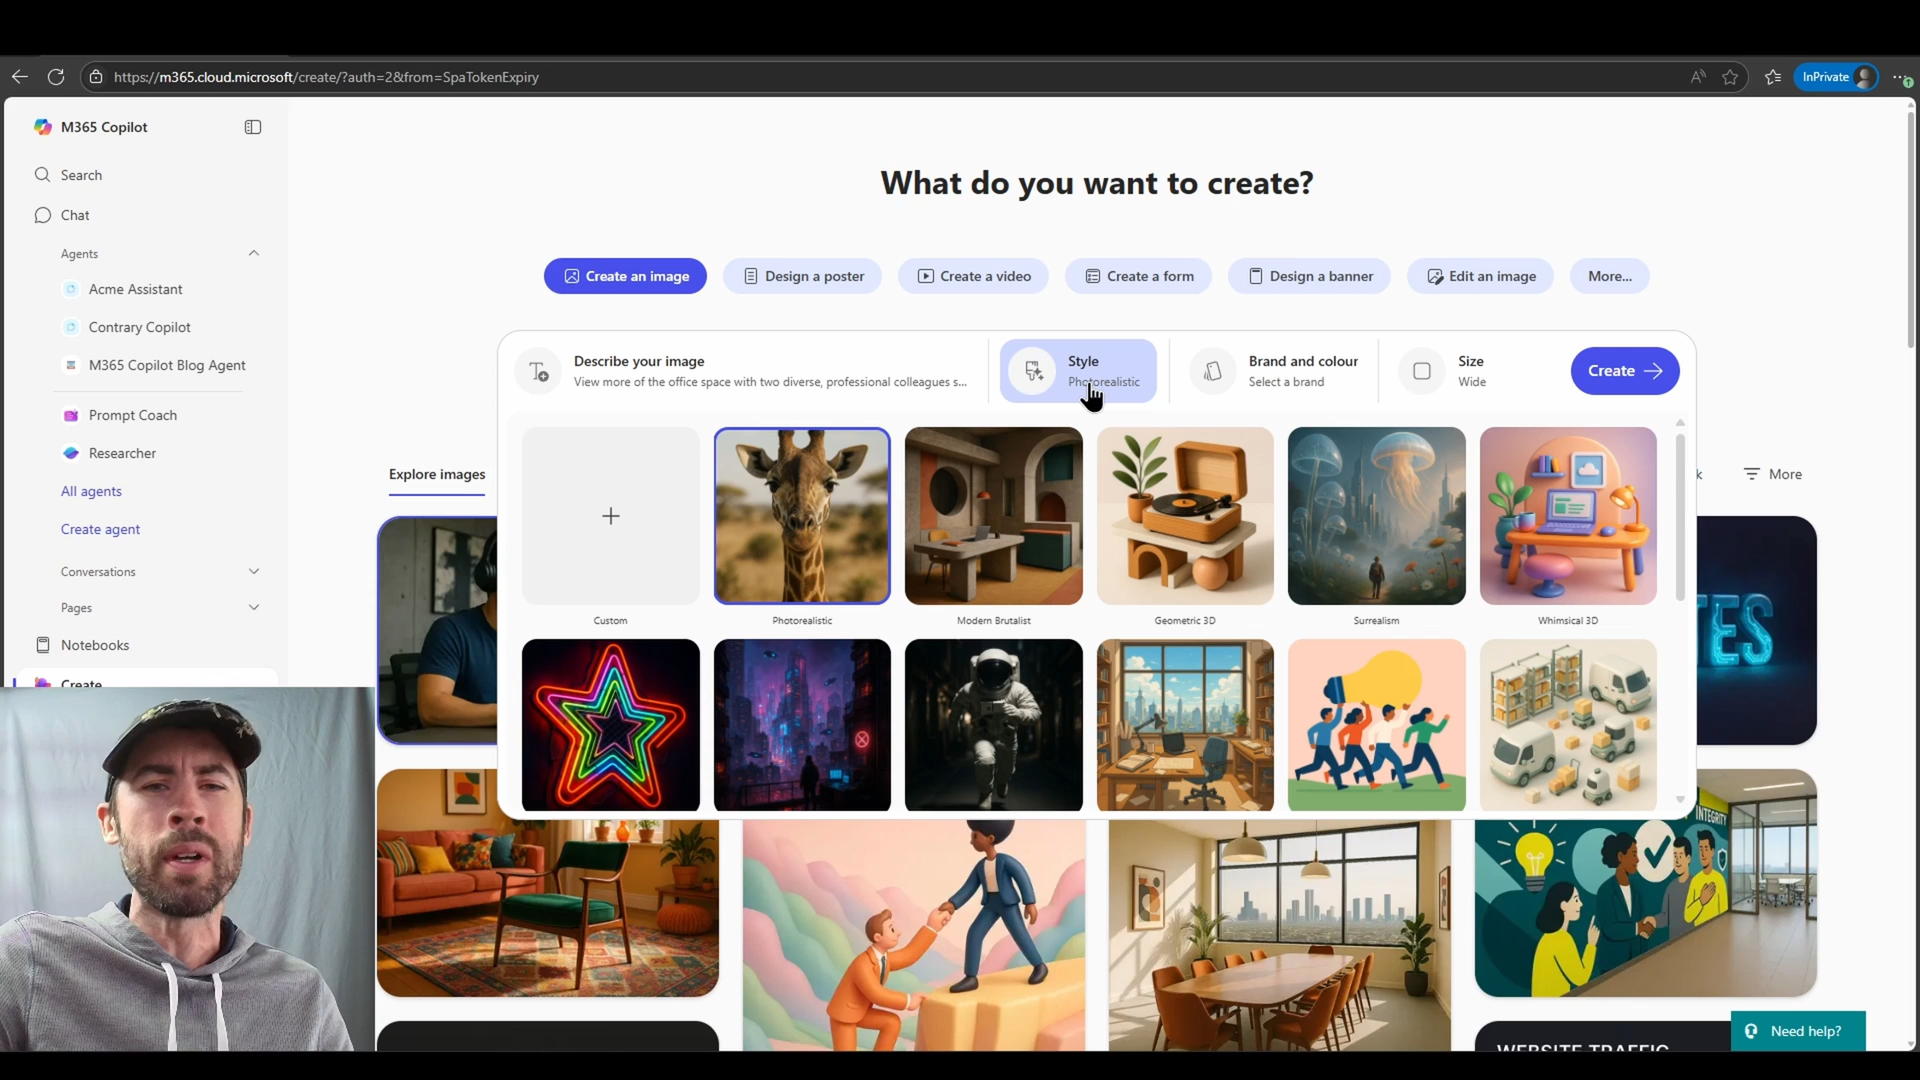 https://m365.cloud.microsoft/create/?auth=2&from=SpaTokenExpiry
InPrivate
M365 Copilot
Search
Chat
Agents
Acme Assistant
Contrary Copilot
M365 Copilot Blog Agent
Prompt Coach
Researcher
All agents
Create agent
Conversations
Pages
Notebooks
Create
What do you want to create?
Create an image
Design a poster
Create a video
Create a form
Design a banner
Edit an image
More...
Describe your image
View more of the office space with two diverse, professional colleagues s...
Style
Photorealistic
Brand and colour
Select a brand
Size
Wide
Create
Explore images
More
Custom
Photorealistic
Modern Brutalist
Geometric 3D
Surrealism
Whimsical 3D
TES
INTEGRITY
WEBSITE TRAFFIC
Need help?